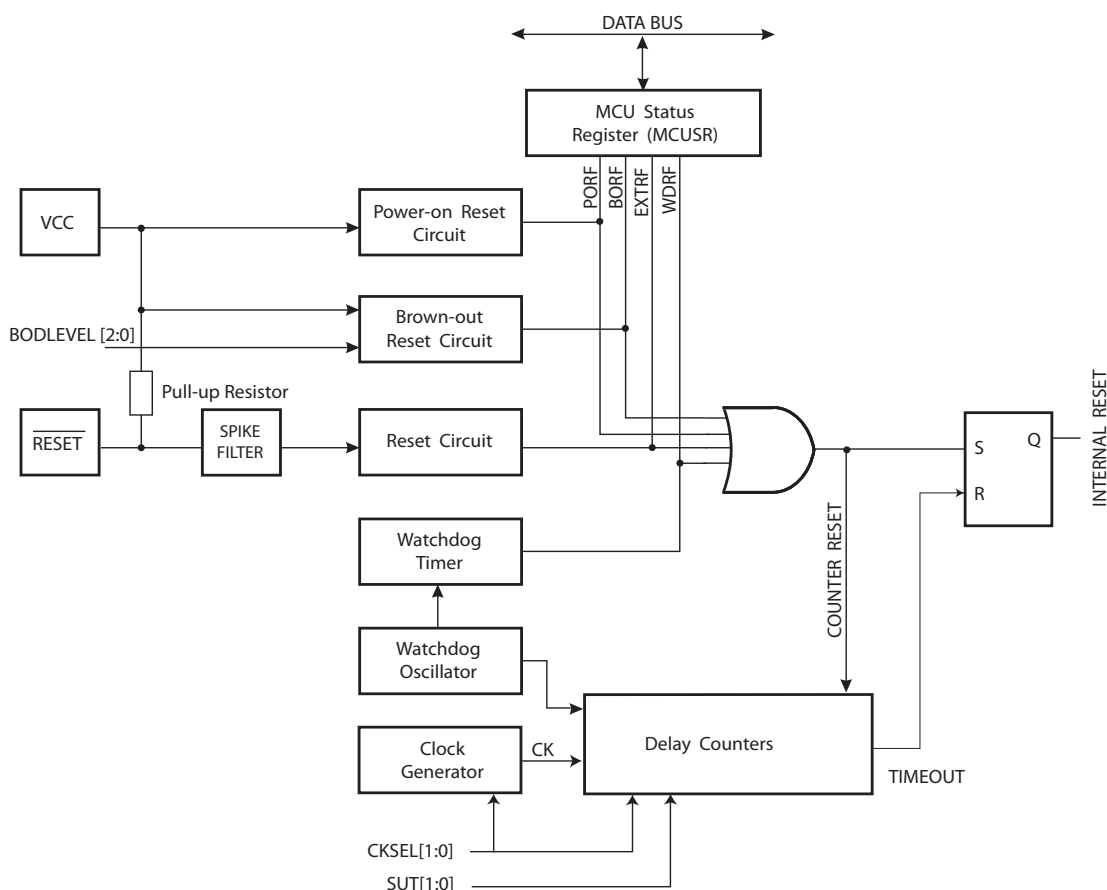 DATA BUS
MCU Status
Register (MCUSR)
PORF
BORF
EXTRF
WDRF
VCC
Power-on Reset
Circuit
BODLEVEL [2:0]
Brown-out
Reset Circuit
Pull-up Resistor
RESET
SPIKE
FILTER
Reset Circuit
S
Q
R
INTERNAL RESET
Watchdog
Timer
COUNTER RESET
Watchdog
Oscillator
Clock
Generator
CK
Delay Counters
TIMEOUT
CKSEL[1:0]
SUT[1:0]